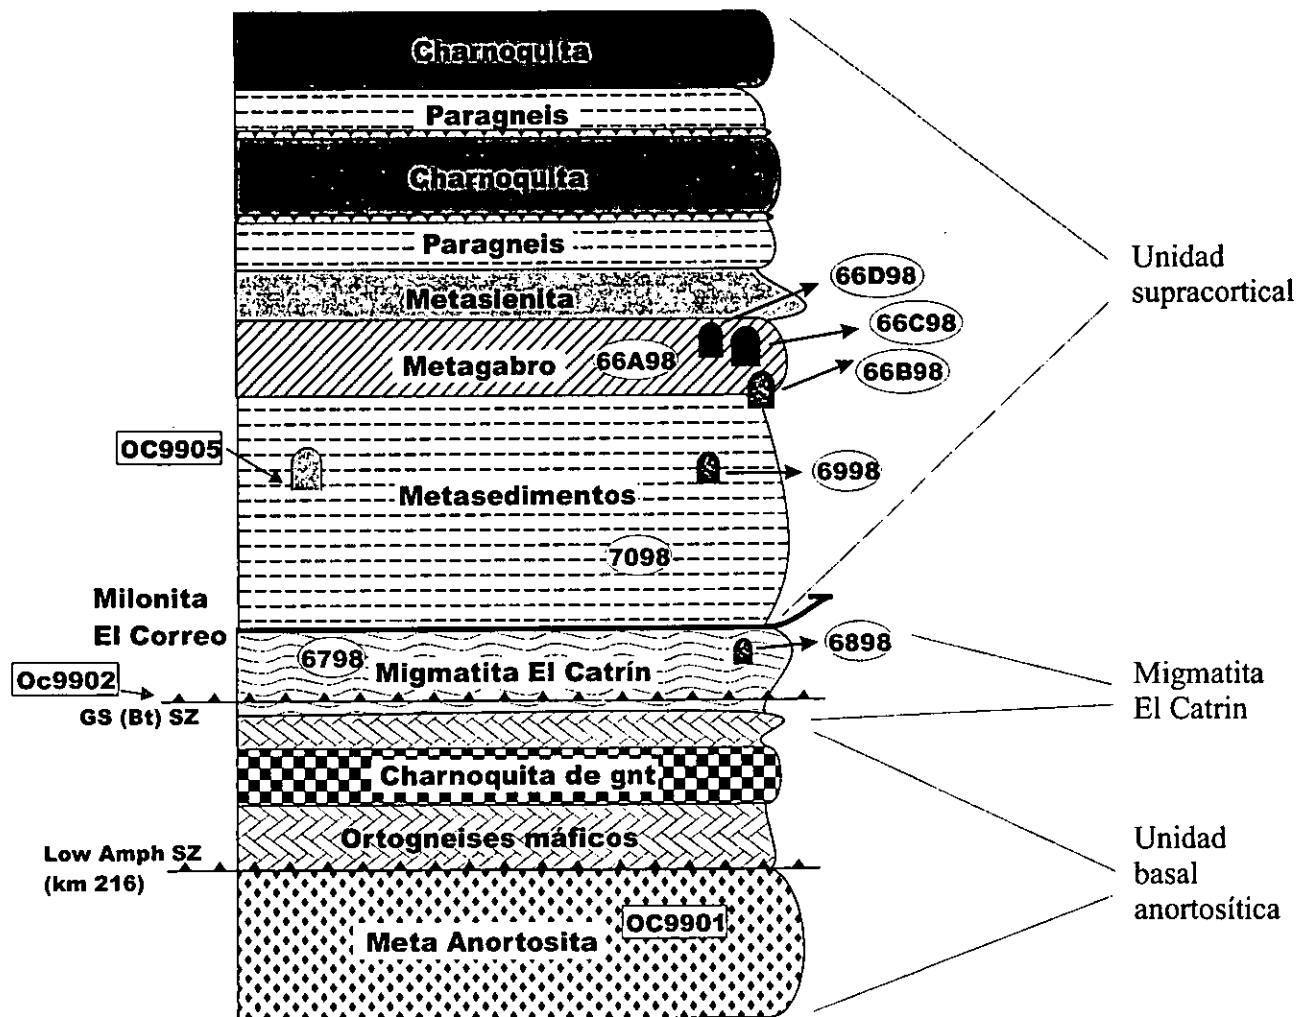 Charnoquita
Paragneis
Charnoquita
Paragneis
Metasienita
66D98
66C98
Metagabro
66A98
66B98
OC9905
6998
Metasedimentos
7098
Unidad
supracortical
Milonita
El Correo
6798
6898
Migmatita El Catrín
Oc9902
GS (Bt) SZ
Migmatita
El Catrin
Charnoquita de gnt
Ortogneises máficos
Low Amph SZ
(km 216)
Unidad
basal
anortosítica
OC9901
Meta Anortosita